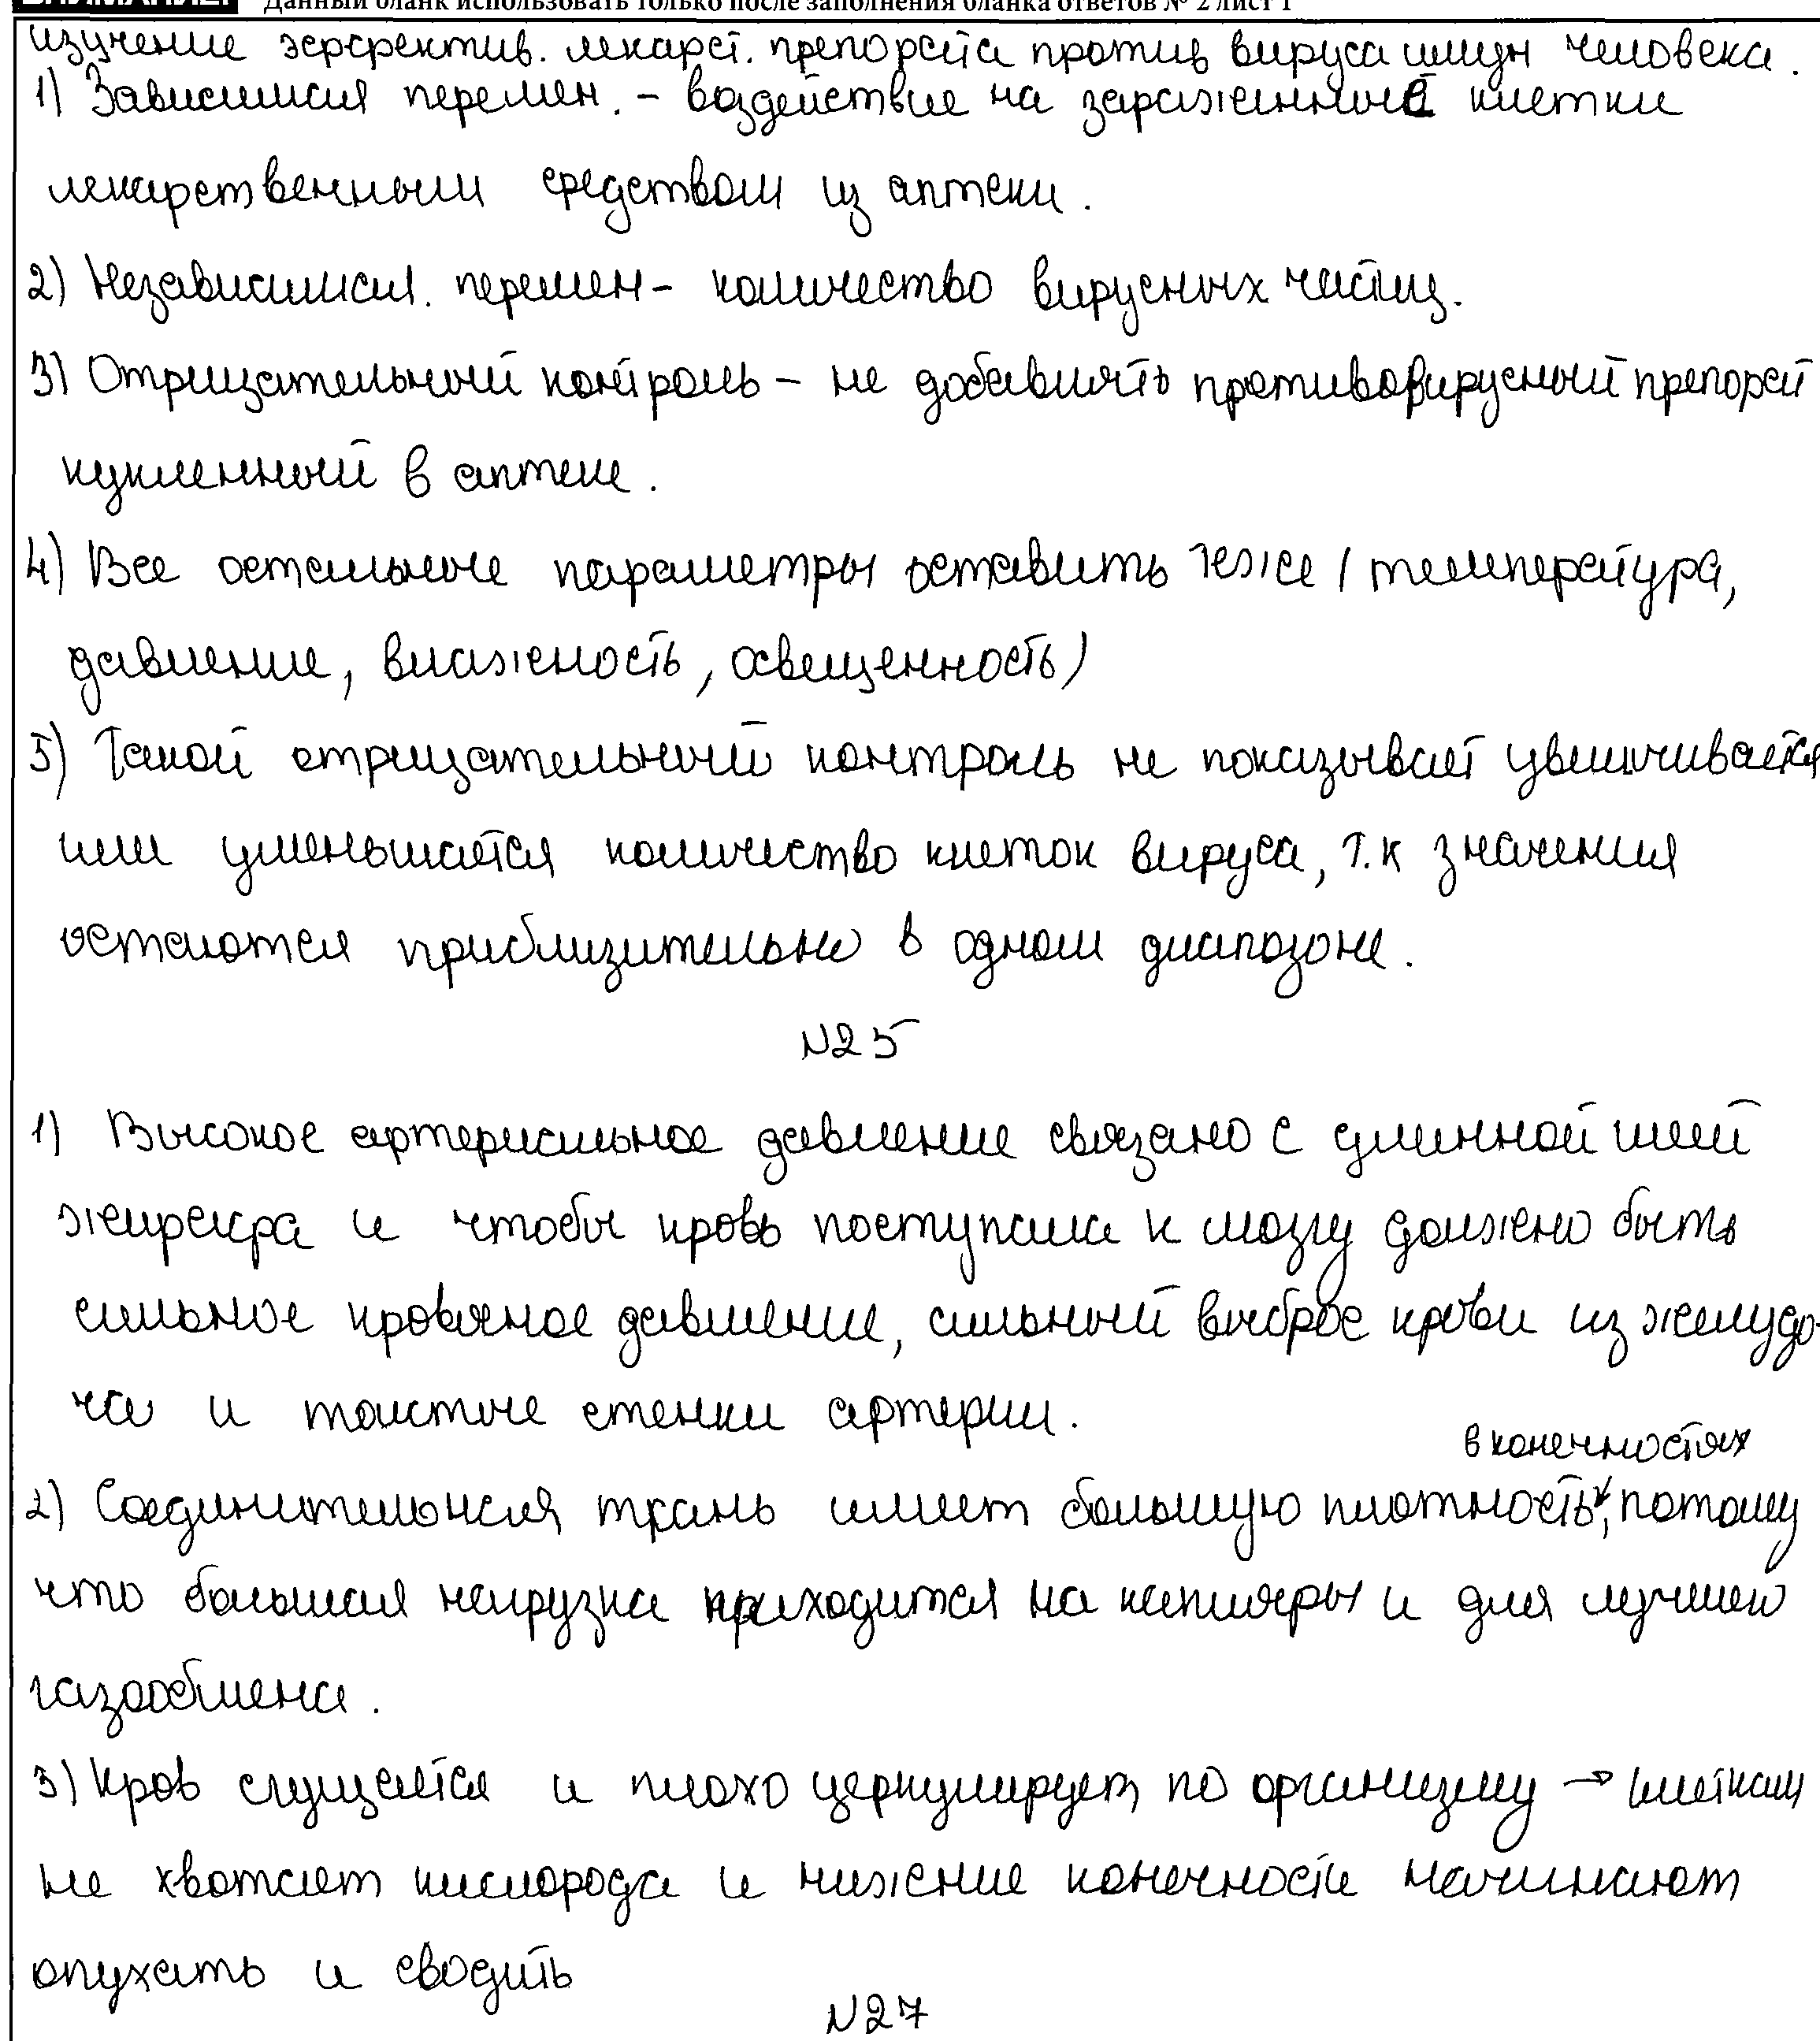 Данный бланк использовать только после заполнения бланка ответов № 2 лист 1
изучение эффектив. лекарст. препората против вируса имун человека.
1) Зависимая перемен. - воздействие на зараженные клетки
лекарственным средством из аптеки.
2) Независимая. перемен - количество вирусных частиц.
3) Отрицательный контроль - не добавлять противовирусный препорат
купленный в аптеке.
4) Все остальные параметры оставить теже (температура,
давление, влажность, освещенность)
5) Такой отрицательный контроль не показывает увеличивается
или уменьшается количество клеток вируса, т.к значения
остаются приблизительно в одном диапозоне.
N25
1) Высокое артериальное давление связано с длинной шей
жирафа и чтобы кровь поступала к мозгу должно быть
сильное кровяное давление, сильный выброс крови из желудо-
ча и толстые стенки артерии.
в конечностях
2) Соединительная ткань имеет большую плотность, потому
что большая нагрузка приходится на капиляры и для лучшего
газообмена.
3) Кров сгущается и плохо церкулирует по организму → клеткам
не хватает кислорода и нижние конечности начинают
опухать и сводить
N27